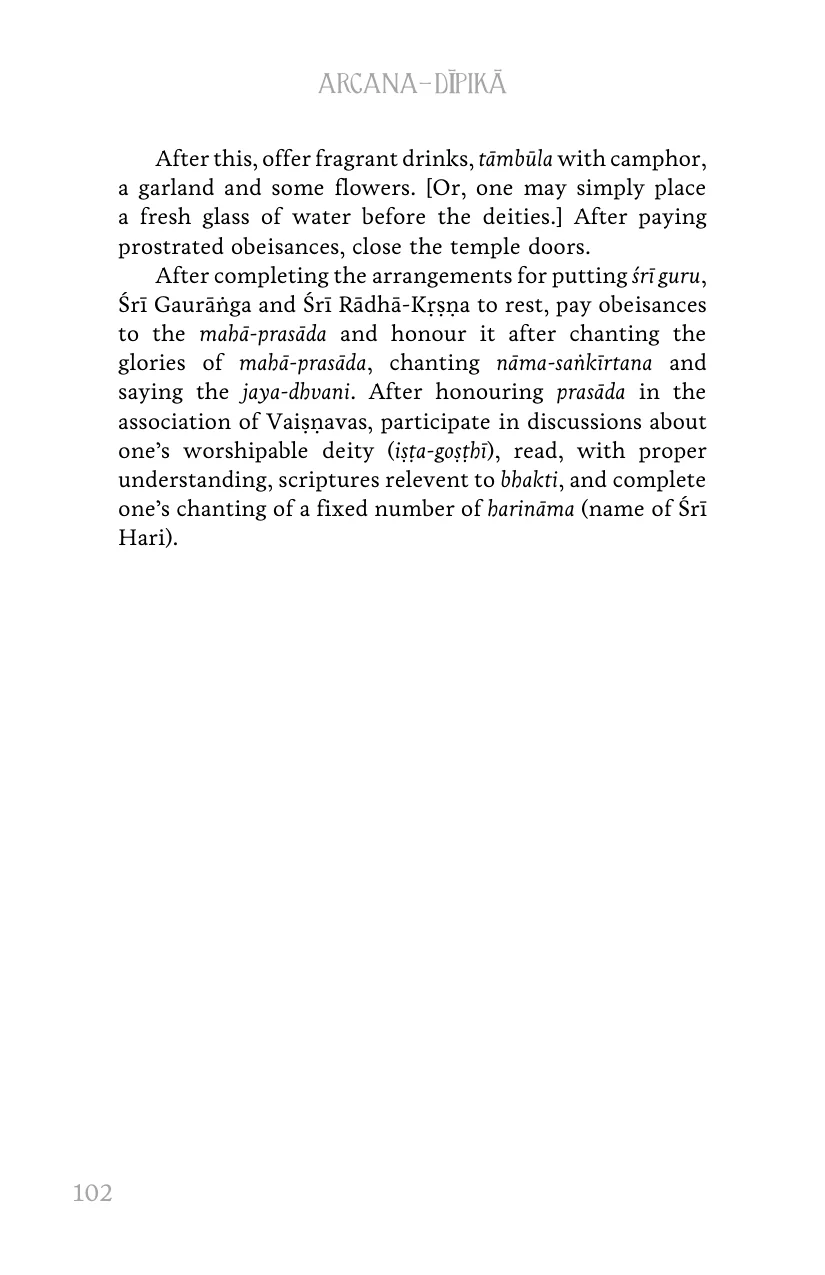 ARCANA–DĪPIKĀ
After this, offer fragrant drinks, tāmbūla with camphor,
a garland and some flowers. [Or, one may simply place
a fresh glass of water before the deities.] After paying
prostrated obeisances, close the temple doors.
After completing the arrangements for putting śrī guru,
Śrī Gaurāṅga and Śrī Rādhā-Kṛṣṇa to rest, pay obeisances
to the mahā-prasāda and honour it after chanting the
glories of mahā-prasāda, chanting nāma-saṅkīrtana and
saying the jaya-dhvani. After honouring prasāda in the
association of Vaiṣṇavas, participate in discussions about
one’s worshipable deity (iṣṭa-goṣṭhī), read, with proper
understanding, scriptures relevent to bhakti, and complete
one’s chanting of a fixed number of harināma (name of Śrī
Hari).
102